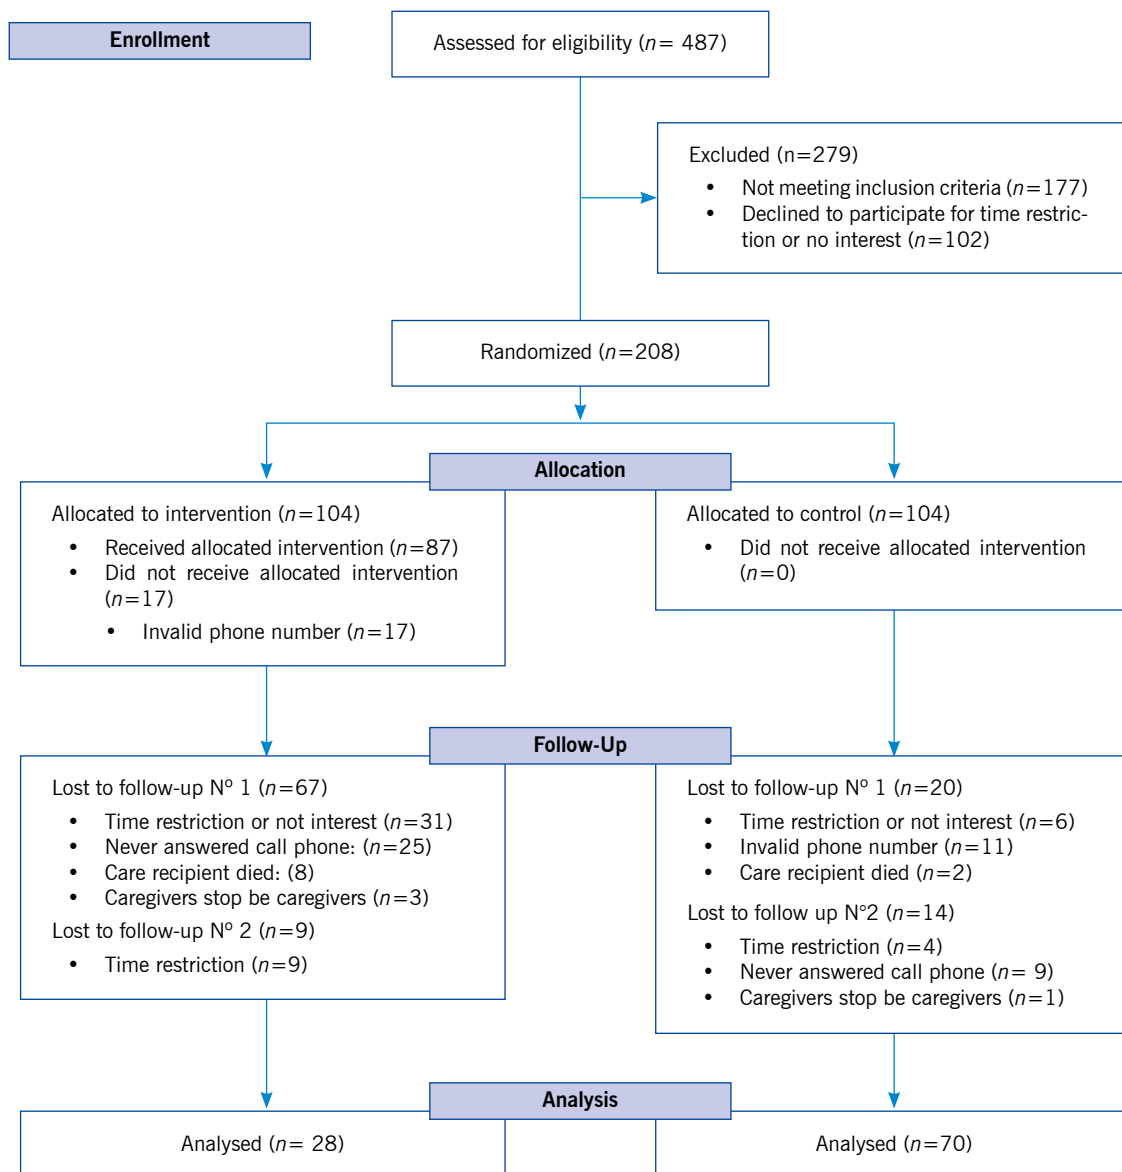 Enrollment
Assessed for eligibility (n= 487)
Excluded (n=279)
• Not meeting inclusion criteria (n=177)
• Declined to participate for time restric-
tion or no interest (n=102)
Randomized (n=208)
Allocation
Allocated to intervention (n=104)
• Received allocated intervention (n=87)
• Did not receive allocated intervention
(n=17)
• Invalid phone number (n=17)
Allocated to control (n=104)
• Did not receive allocated intervention
(n=0)
Follow-Up
Lost to follow-up Nº 1 (n=67)
• Time restriction or not interest (n=31)
• Never answered call phone: (n=25)
• Care recipient died: (8)
• Caregivers stop be caregivers (n=3)
Lost to follow-up Nº 2 (n=9)
• Time restriction (n=9)
Lost to follow-up Nº 1 (n=20)
• Time restriction or not interest (n=6)
• Invalid phone number (n=11)
• Care recipient died (n=2)
Lost to follow up N°2 (n=14)
• Time restriction (n=4)
• Never answered call phone (n= 9)
• Caregivers stop be caregivers (n=1)
Analysis
Analysed (n= 28)
Analysed (n=70)